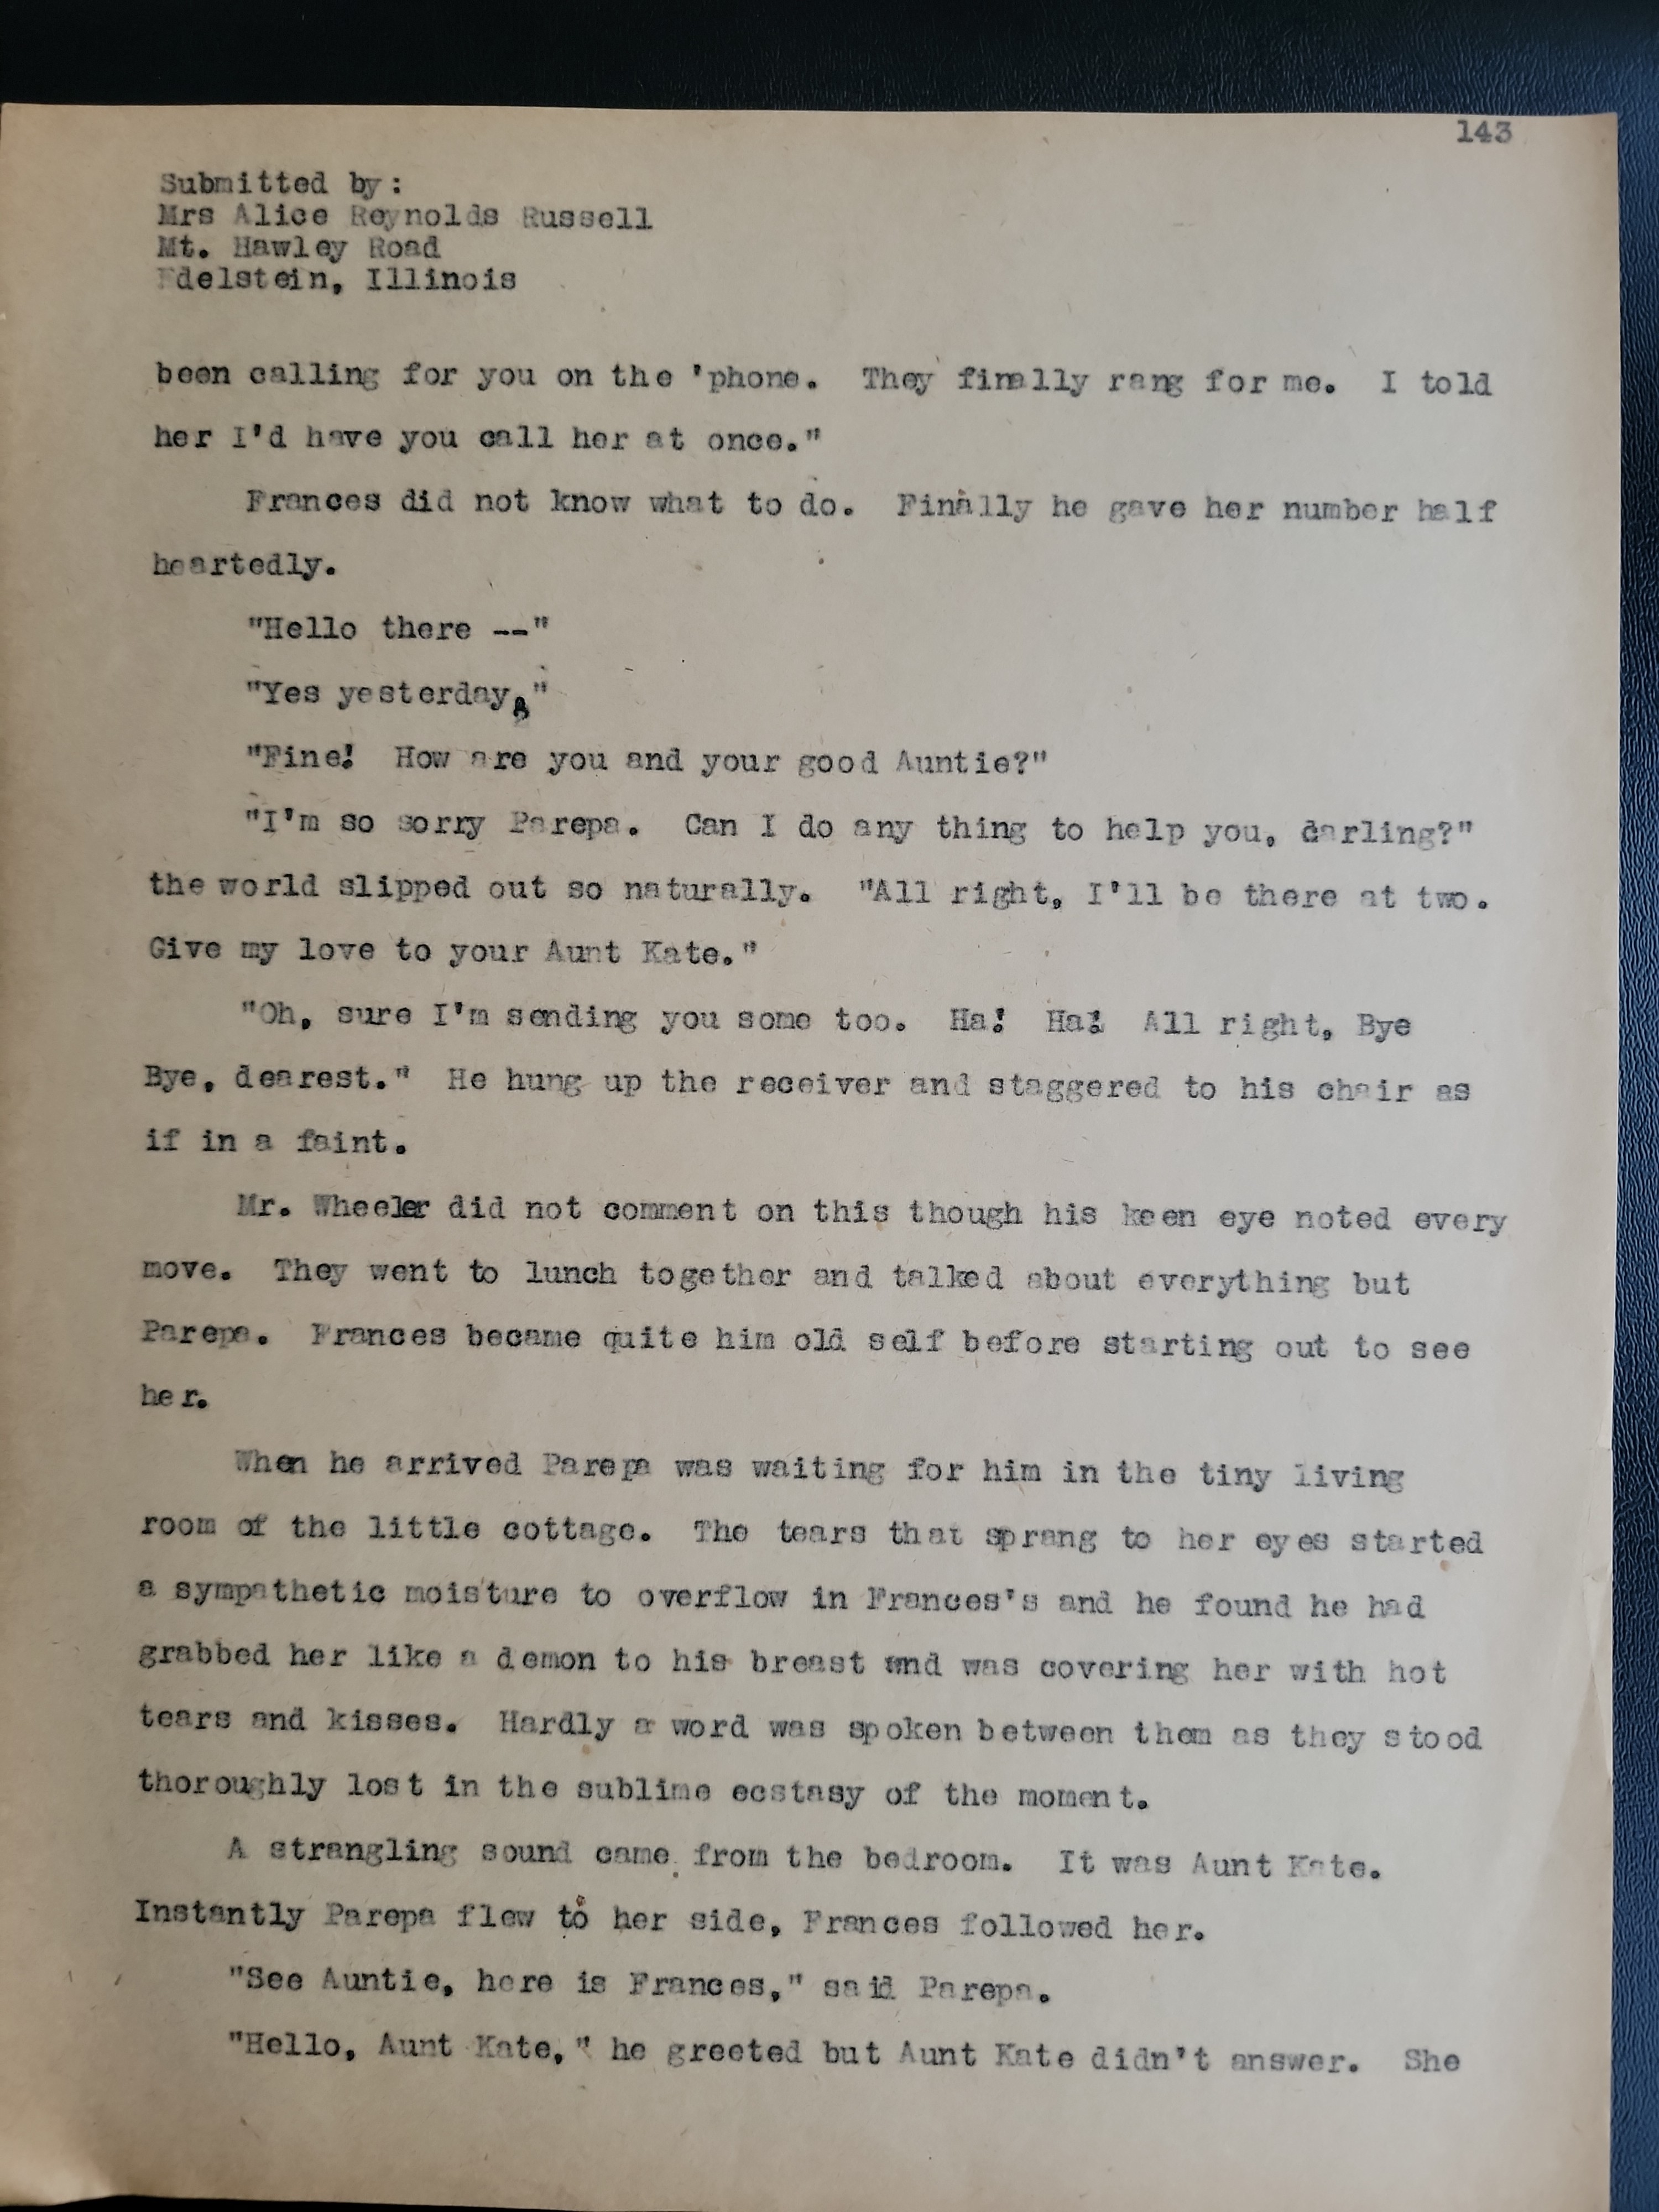 143
Submitted by:
Mrs Alice Reynolds Russell
Mt. Hawley Road
Edelstein, Illinois
been calling for you on the 'phone.  They finally rang for me.  I told
her I'd have you call her at once."
Frances did not know what to do.  Finally he gave her number half
heartedly.
"Hello there --"
"Yes yesterday,"
"Fine!  How are you and your good Auntie?"
"I'm so sorry Parepa.  Can I do any thing to help you, darling?"
the world slipped out so naturally.  "All right, I'll be there at two.
Give my love to your Aunt Kate."
"Oh, sure I'm sending you some too.  Ha!  Ha!  All right, Bye
Bye, dearest."  He hung up the receiver and staggered to his chair as
if in a faint.
Mr. Wheeler did not comment on this though his keen eye noted every
move.  They went to lunch together and talked about everything but
Parepa.  Frances became quite him old self before starting out to see
her.
When he arrived Parepa was waiting for him in the tiny living
room of the little cottage.  The tears that sprang to her eyes started
a sympathetic moisture to overflow in Frances's and he found he had
grabbed her like a demon to his breast and was covering her with hot
tears and kisses.  Hardly a word was spoken between them as they stood
thoroughly lost in the sublime ecstasy of the moment.
A strangling sound came from the bedroom.  It was Aunt Kate.
Instantly Parepa flew to her side, Frances followed her.
"See Auntie, here is Frances," said Parepa.
"Hello, Aunt Kate," he greeted but Aunt Kate didn't answer.  She